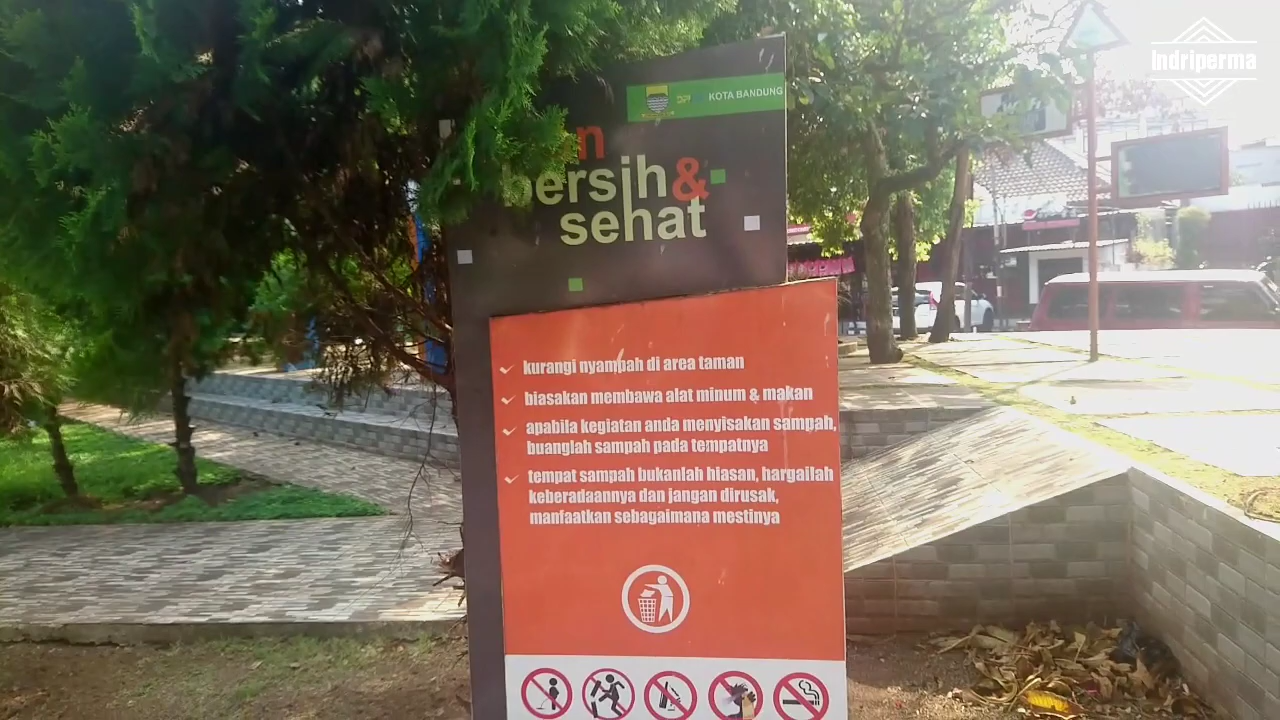 Indriperma
KOTA BANDUNG
bersih&
sehat
kurangi nyampah di area taman
biasakan membawa alat minum & makan
apabila kegiatan anda menyisakan sampah,
buanglah sampah pada tempatnya
tempat sampah bukanlah hiasan, hargailah
keberadaannya dan jangan dirusak,
manfaatkan sebagaimana mestinya